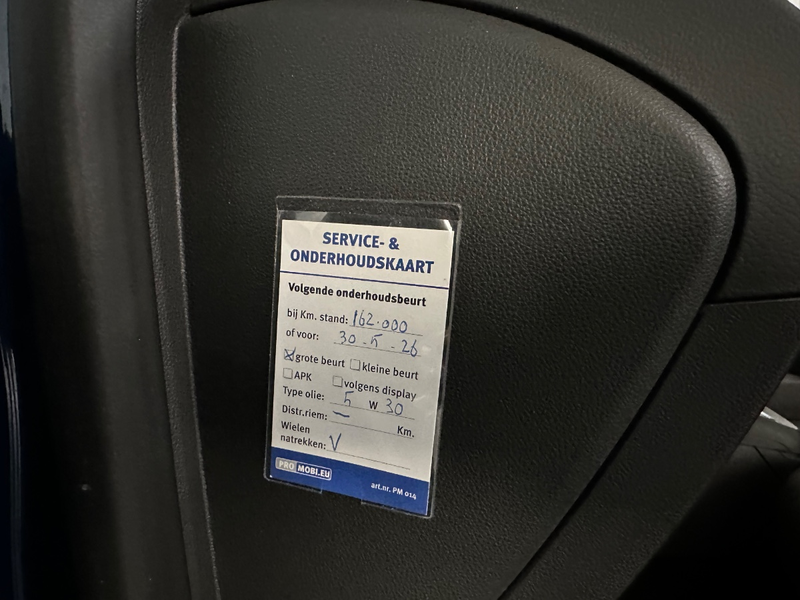 SERVICE- &
ONDERHOUDSKAART
Volgende onderhoudsbeurt
bij Km. stand: 162.000
of voor: 30-5-26
grote beurt kleine beurt
APK volgens display
Type olie: 5 W 30
Distr.riem: — Km.
Wielen
natrekken: V
PRO MOBI.EU
art.nr. PM 014